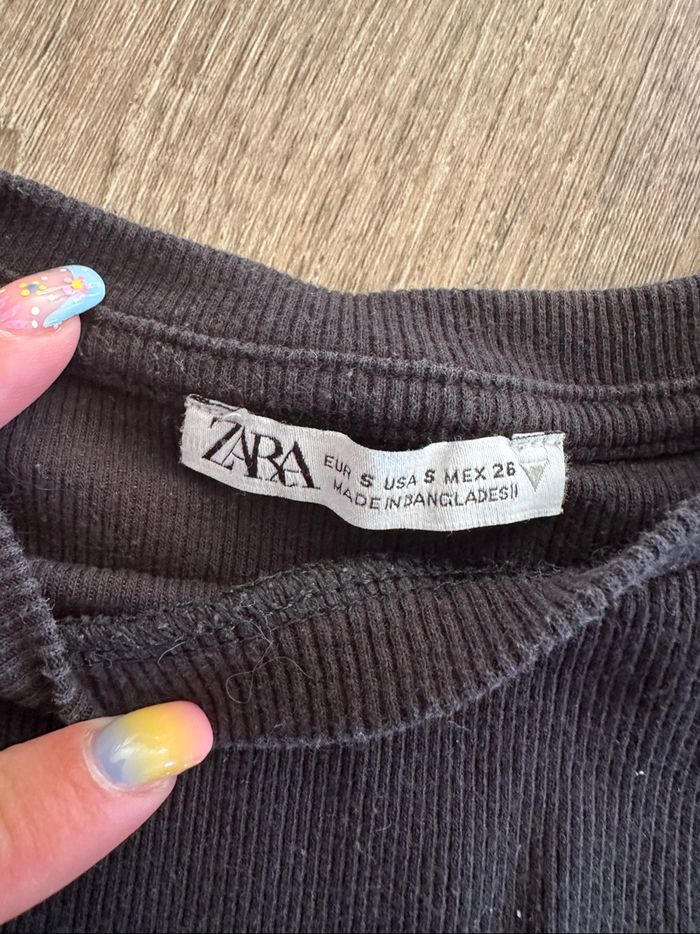 ZARA
EUR S USA S MEX 26
MADE IN BANGLADESH